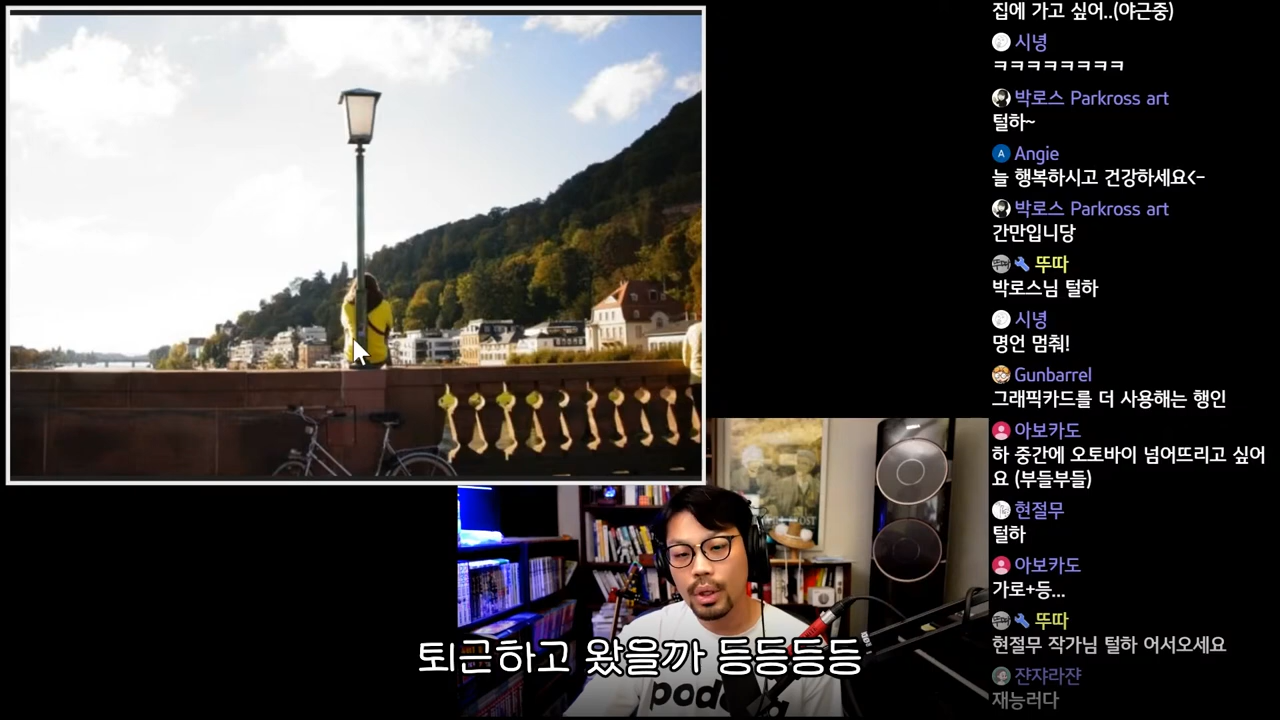 집에 가고 싶어..(야근중)
시녕
ㅋㅋㅋㅋㅋㅋㅋㅋ
박로스 Parkross art
털하~
A Angie
늘 행복하시고 건강하세요<-
박로스 Parkross art
간만입니당
뚜따
박로스님 털하
시녕
명언 멈춰!
Gunbarrel
그래픽카드를 더 사용해는 행인
아보카도
하 중간에 오토바이 넘어뜨리고 싶어
요 (부들부들)
현절무
털하
아보카도
가로+등...
뚜따
현절무 작가님 털하 어서오세요
쟌쟈라쟌
재능러다
퇴근하고 왔을까 등등등등